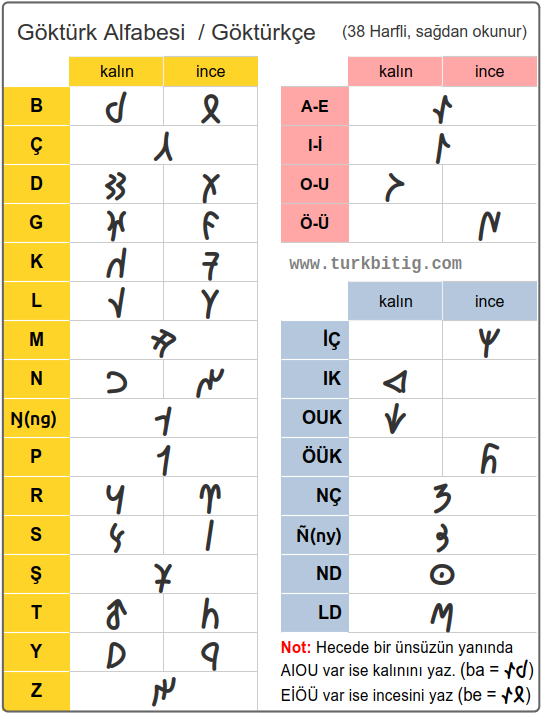 Göktürk Alfabesi / Göktürkçe (38 Harfli, sağdan okunur)
kalın ince
B 𐰉 𐰋
Ç 𐰲
D 𐰑 𐰓
G 𐰍 𐰏
K 𐰴 𐰚
L 𐰞 𐰠
M 𐰢
N 𐰣 𐰤
Ŋ(ng) 𐰭
P 𐰯
R 𐰺 𐰼
S 𐰽 𐰾
Ş 𐱁
T 𐱃 𐱅
Y 𐰖 𐰘
Z 𐰔
kalın ince
A-E 𐰀
I-İ 𐰃
O-U 𐰆
Ö-Ü 𐰇
www.turkbitig.com
kalın ince
İÇ 𐰱
IK 𐰶
OUK 𐰸
ÖÜK 𐰜
NÇ 𐰨
Ñ(ny) 𐰪
ND 𐰦
LD 𐰡
Not: Hecede bir ünsüzün yanında
AIOU var ise kalınını yaz. (ba = 𐰉𐰀)
EİÖÜ var ise incesini yaz (be = 𐰋𐰀)